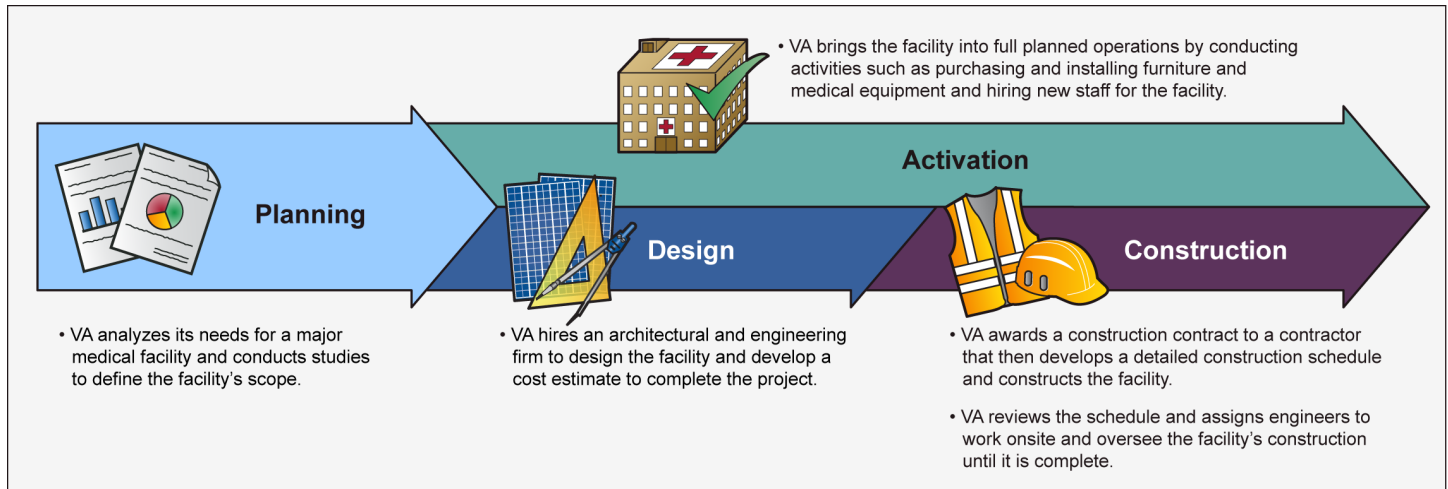 • VA brings the facility into full planned operations by conducting
activities such as purchasing and installing furniture and
medical equipment and hiring new staff for the facility.
Activation
Planning
Design
Construction
• VA analyzes its needs for a major
medical facility and conducts studies
to define the facility's scope.
• VA hires an architectural and engineering
firm to design the facility and develop a
cost estimate to complete the project.
• VA awards a construction contract to a contractor
that then develops a detailed construction schedule
and constructs the facility.
• VA reviews the schedule and assigns engineers to
work onsite and oversee the facility's construction
until it is complete.